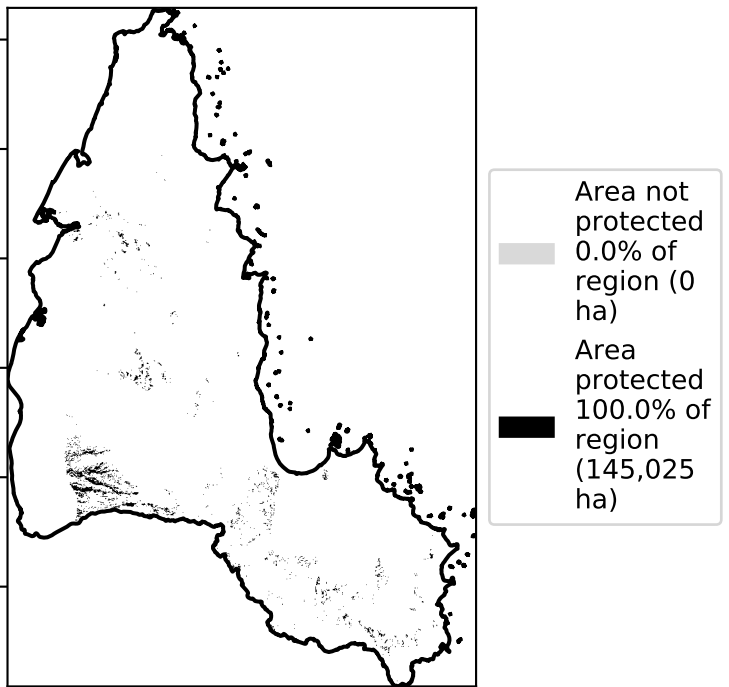 Area not
protected
0.0% of
region (0
ha)
Area
protected
100.0% of
region
(145,025
ha)